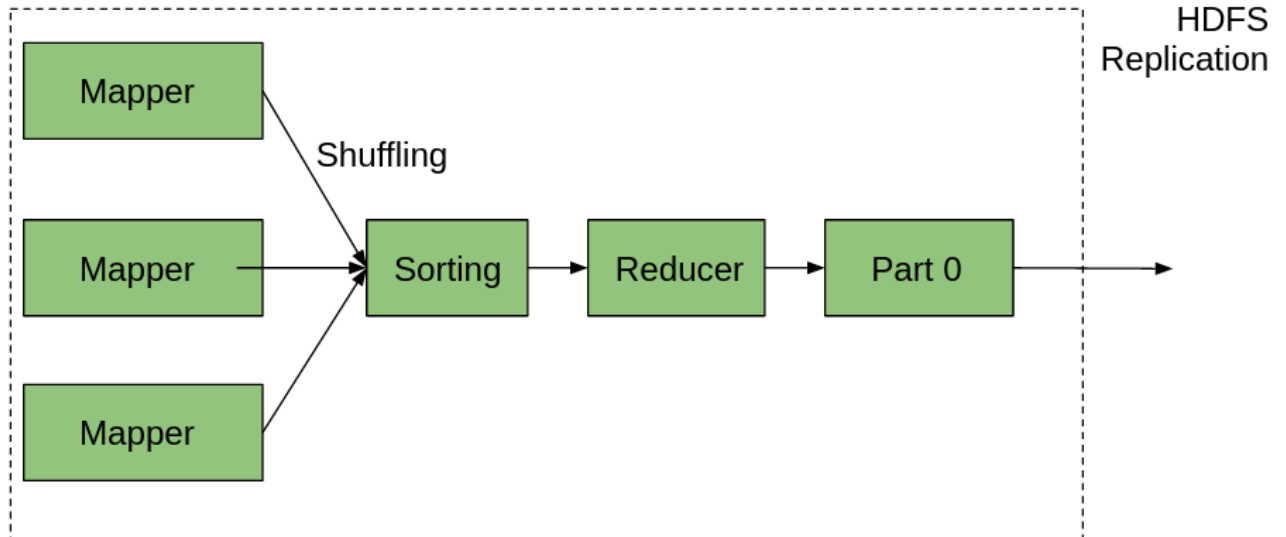 HDFS
Replication
Mapper
Shuffling
Mapper
Sorting
Reducer
Part 0
Mapper